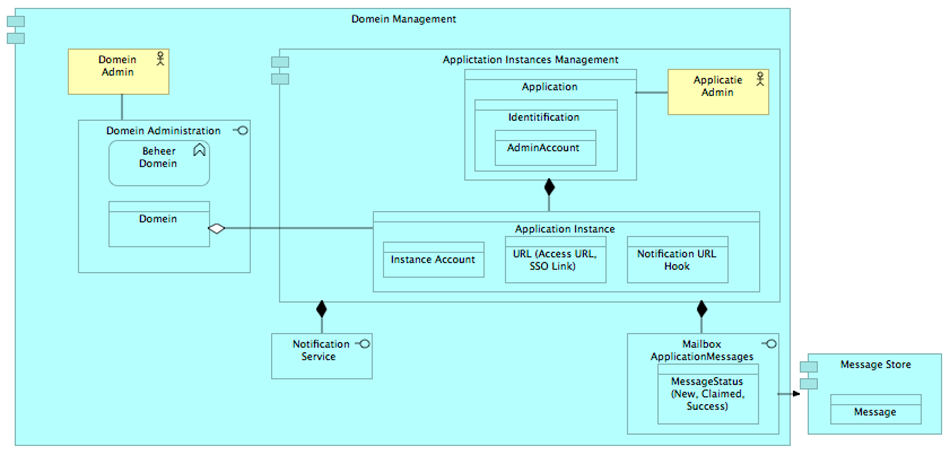 Domein Management
Domein
Admin
Applictation Instances Management
Application
Applicatie
Admin
Identitification
AdminAccount
Domein Administration
Beheer
Domein
Domein
Application Instance
Instance Account
URL (Access URL,
SSO Link)
Notification URL
Hook
Notification
Service
Mailbox
ApplicationMessages
MessageStatus
(New, Claimed,
Success)
Message Store
Message